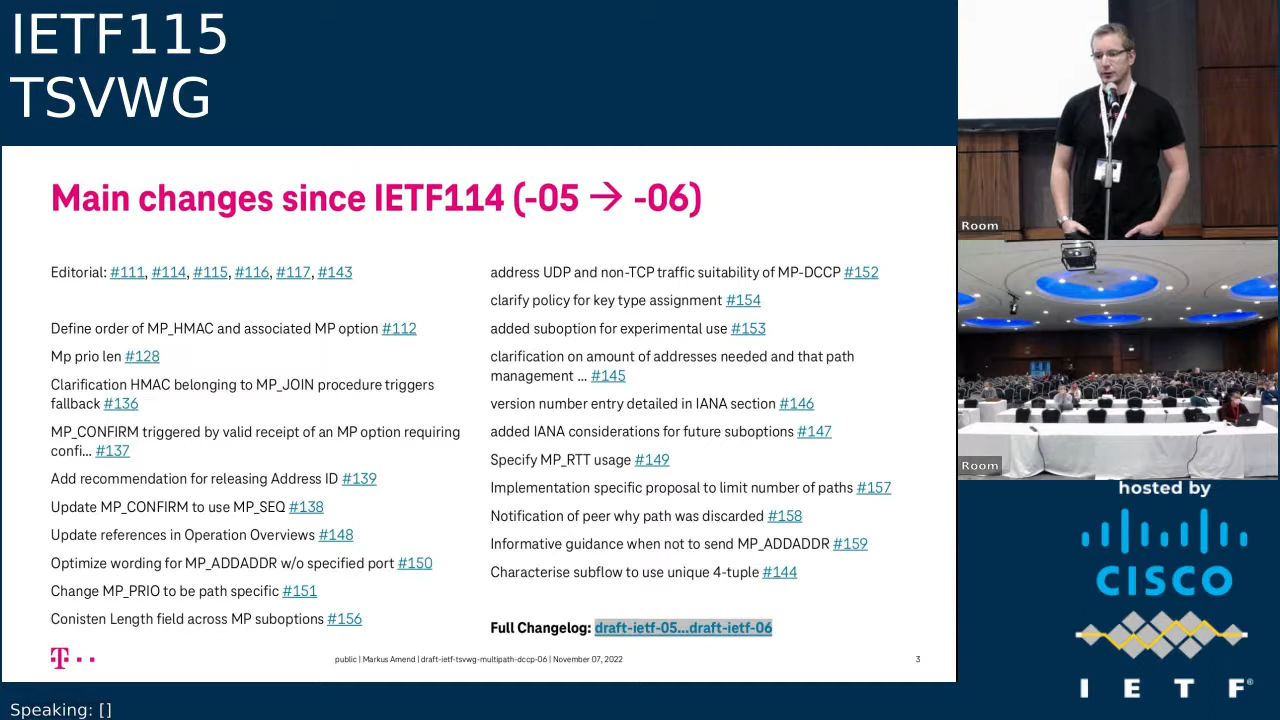 IETF115
TSVWG
Main changes since IETF114 (-05 → -06)
Editorial: #111, #114, #115, #116, #117, #143
Define order of MP_HMAC and associated MP option #112
Mp prio len #128
Clarification HMAC belonging to MP_JOIN procedure triggers
fallback #136
MP_CONFIRM triggered by valid receipt of an MP option requiring
confi... #137
Add recommendation for releasing Address ID #139
Update MP_CONFIRM to use MP_SEQ #138
Update references in Operation Overviews #148
Optimize wording for MP_ADDADDR w/o specified port #150
Change MP_PRIO to be path specific #151
Conisten Length field across MP suboptions #156
address UDP and non-TCP traffic suitability of MP-DCCP #152
clarify policy for key type assignment #154
added suboption for experimental use #153
clarification on amount of addresses needed and that path
management ... #145
version number entry detailed in IANA section #146
added IANA considerations for future suboptions #147
Specify MP_RTT usage #149
Implementation specific proposal to limit number of paths #157
Notification of peer why path was discarded #158
Informative guidance when not to send MP_ADDADDR #159
Characterise subflow to use unique 4-tuple #144
Full Changelog: draft-ietf-05...draft-ietf-06
T
public | Markus Amend | draft-ietf-tsvwg-multipath-dccp-06 | November 07, 2022
3
Room
Room
hosted by
CISCO
IETF®
Speaking: []